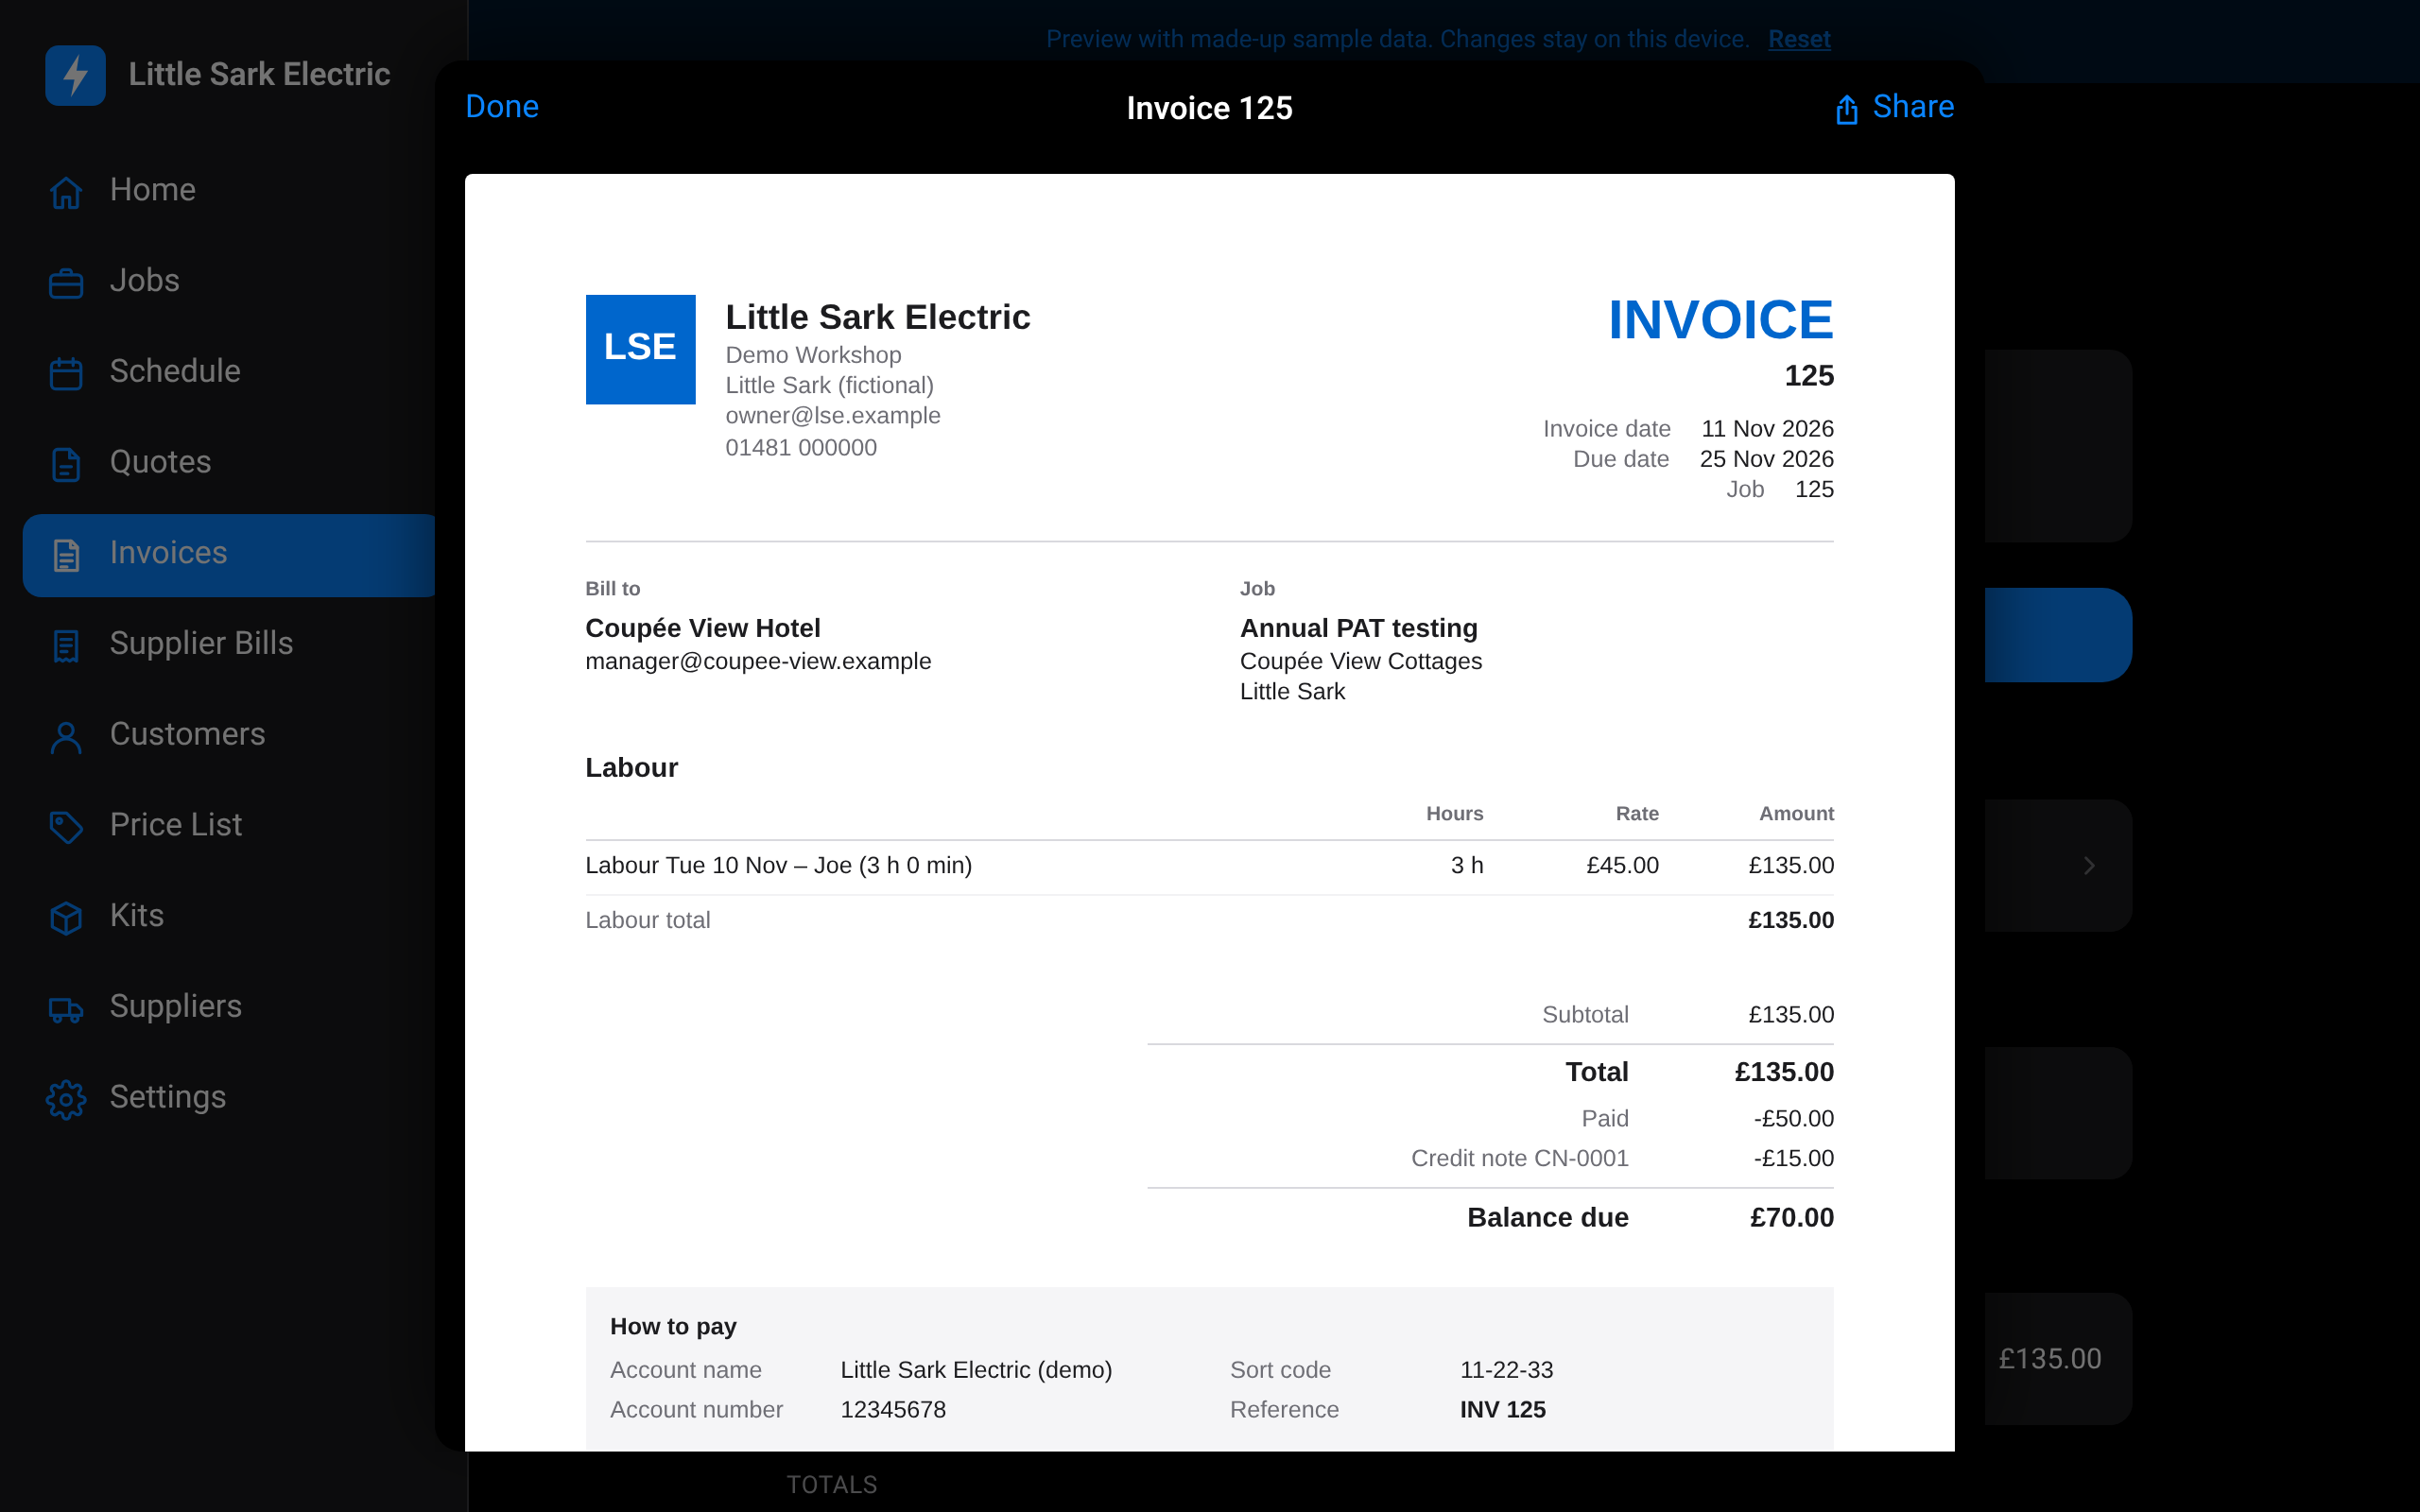 Little Sark Electric
Home
Jobs
Schedule
Quotes
Invoices
Supplier Bills
Customers
Price List
Kits
Suppliers
Settings
Preview with made-up sample data. Changes stay on this device. Reset
Done Invoice 125 Share
LSE
Little Sark Electric
Demo Workshop
Little Sark (fictional)
owner@lse.example
01481 000000
INVOICE
125
Invoice date 11 Nov 2026
Due date 25 Nov 2026
Job 125
Bill to
Coupée View Hotel
manager@coupee-view.example
Job
Annual PAT testing
Coupée View Cottages
Little Sark
Labour
Hours Rate Amount
Labour Tue 10 Nov – Joe (3 h 0 min) 3 h £45.00 £135.00
Labour total £135.00
Subtotal £135.00
Total £135.00
Paid -£50.00
Credit note CN-0001 -£15.00
Balance due £70.00
How to pay
Account name Little Sark Electric (demo) Sort code 11-22-33
Account number 12345678 Reference INV 125
£135.00
TOTALS